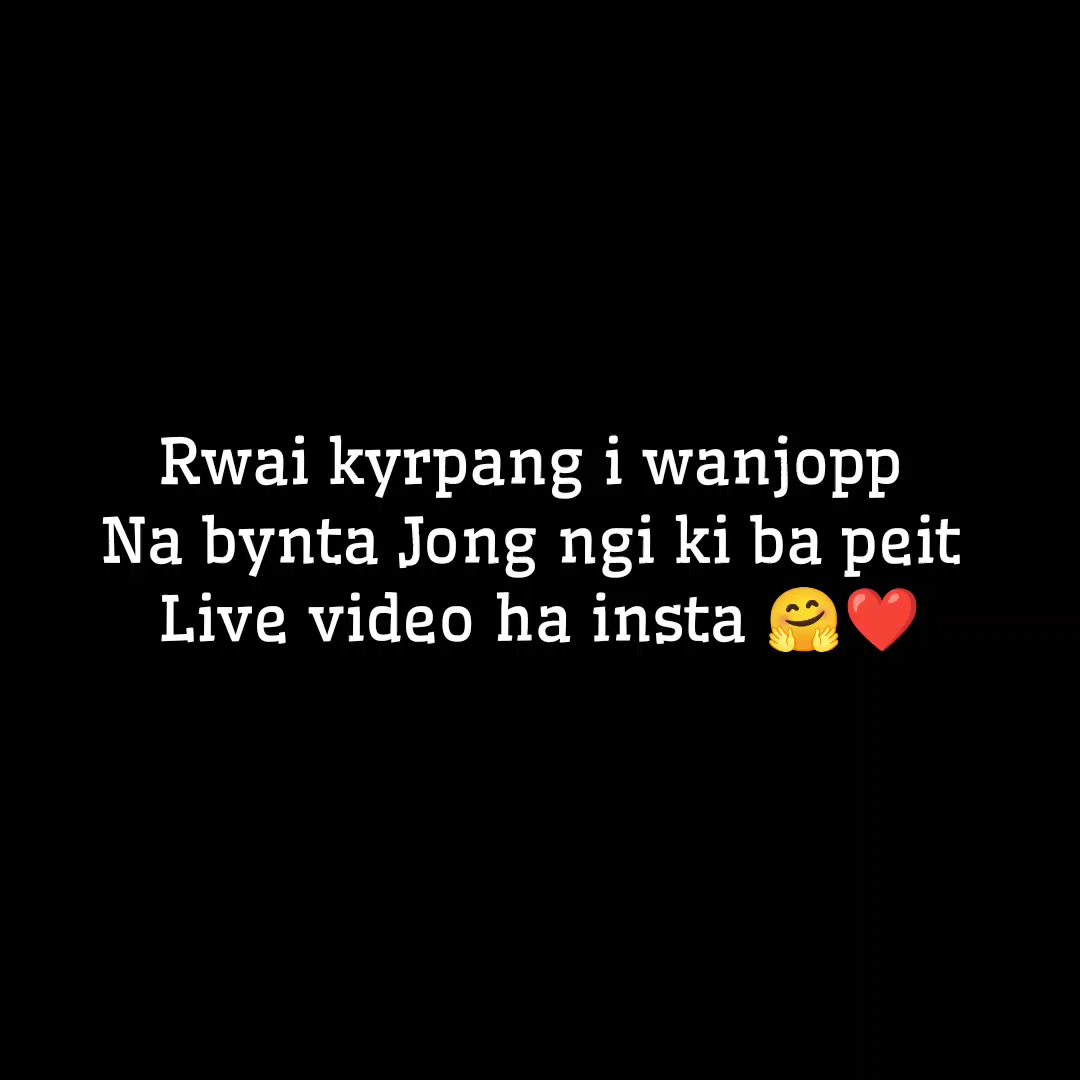 Rwai kyrpang i wanjopp
Na bynta Jong ngi ki ba peit
Live video ha insta 🤗❤️